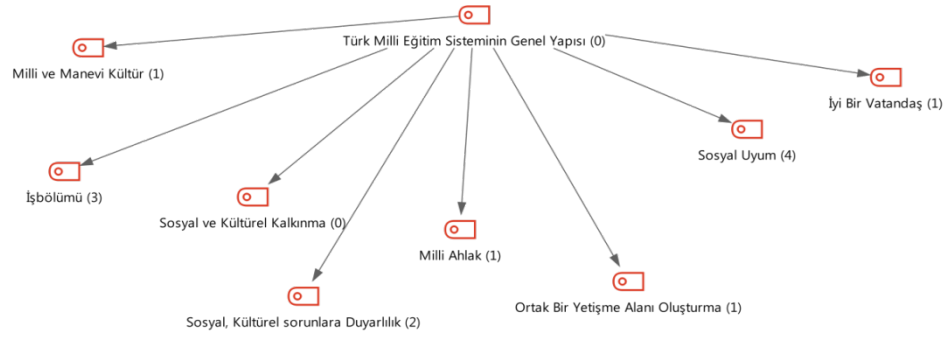 Türk Milli Eğitim Sisteminin Genel Yapısı (0)
Milli ve Manevi Kültür (1)
İyi Bir Vatandaş (1)
Sosyal Uyum (4)
İşbölümü (3)
Sosyal ve Kültürel Kalkınma (0)
Milli Ahlak (1)
Ortak Bir Yetişme Alanı Oluşturma (1)
Sosyal, Kültürel sorunlara Duyarlılık (2)